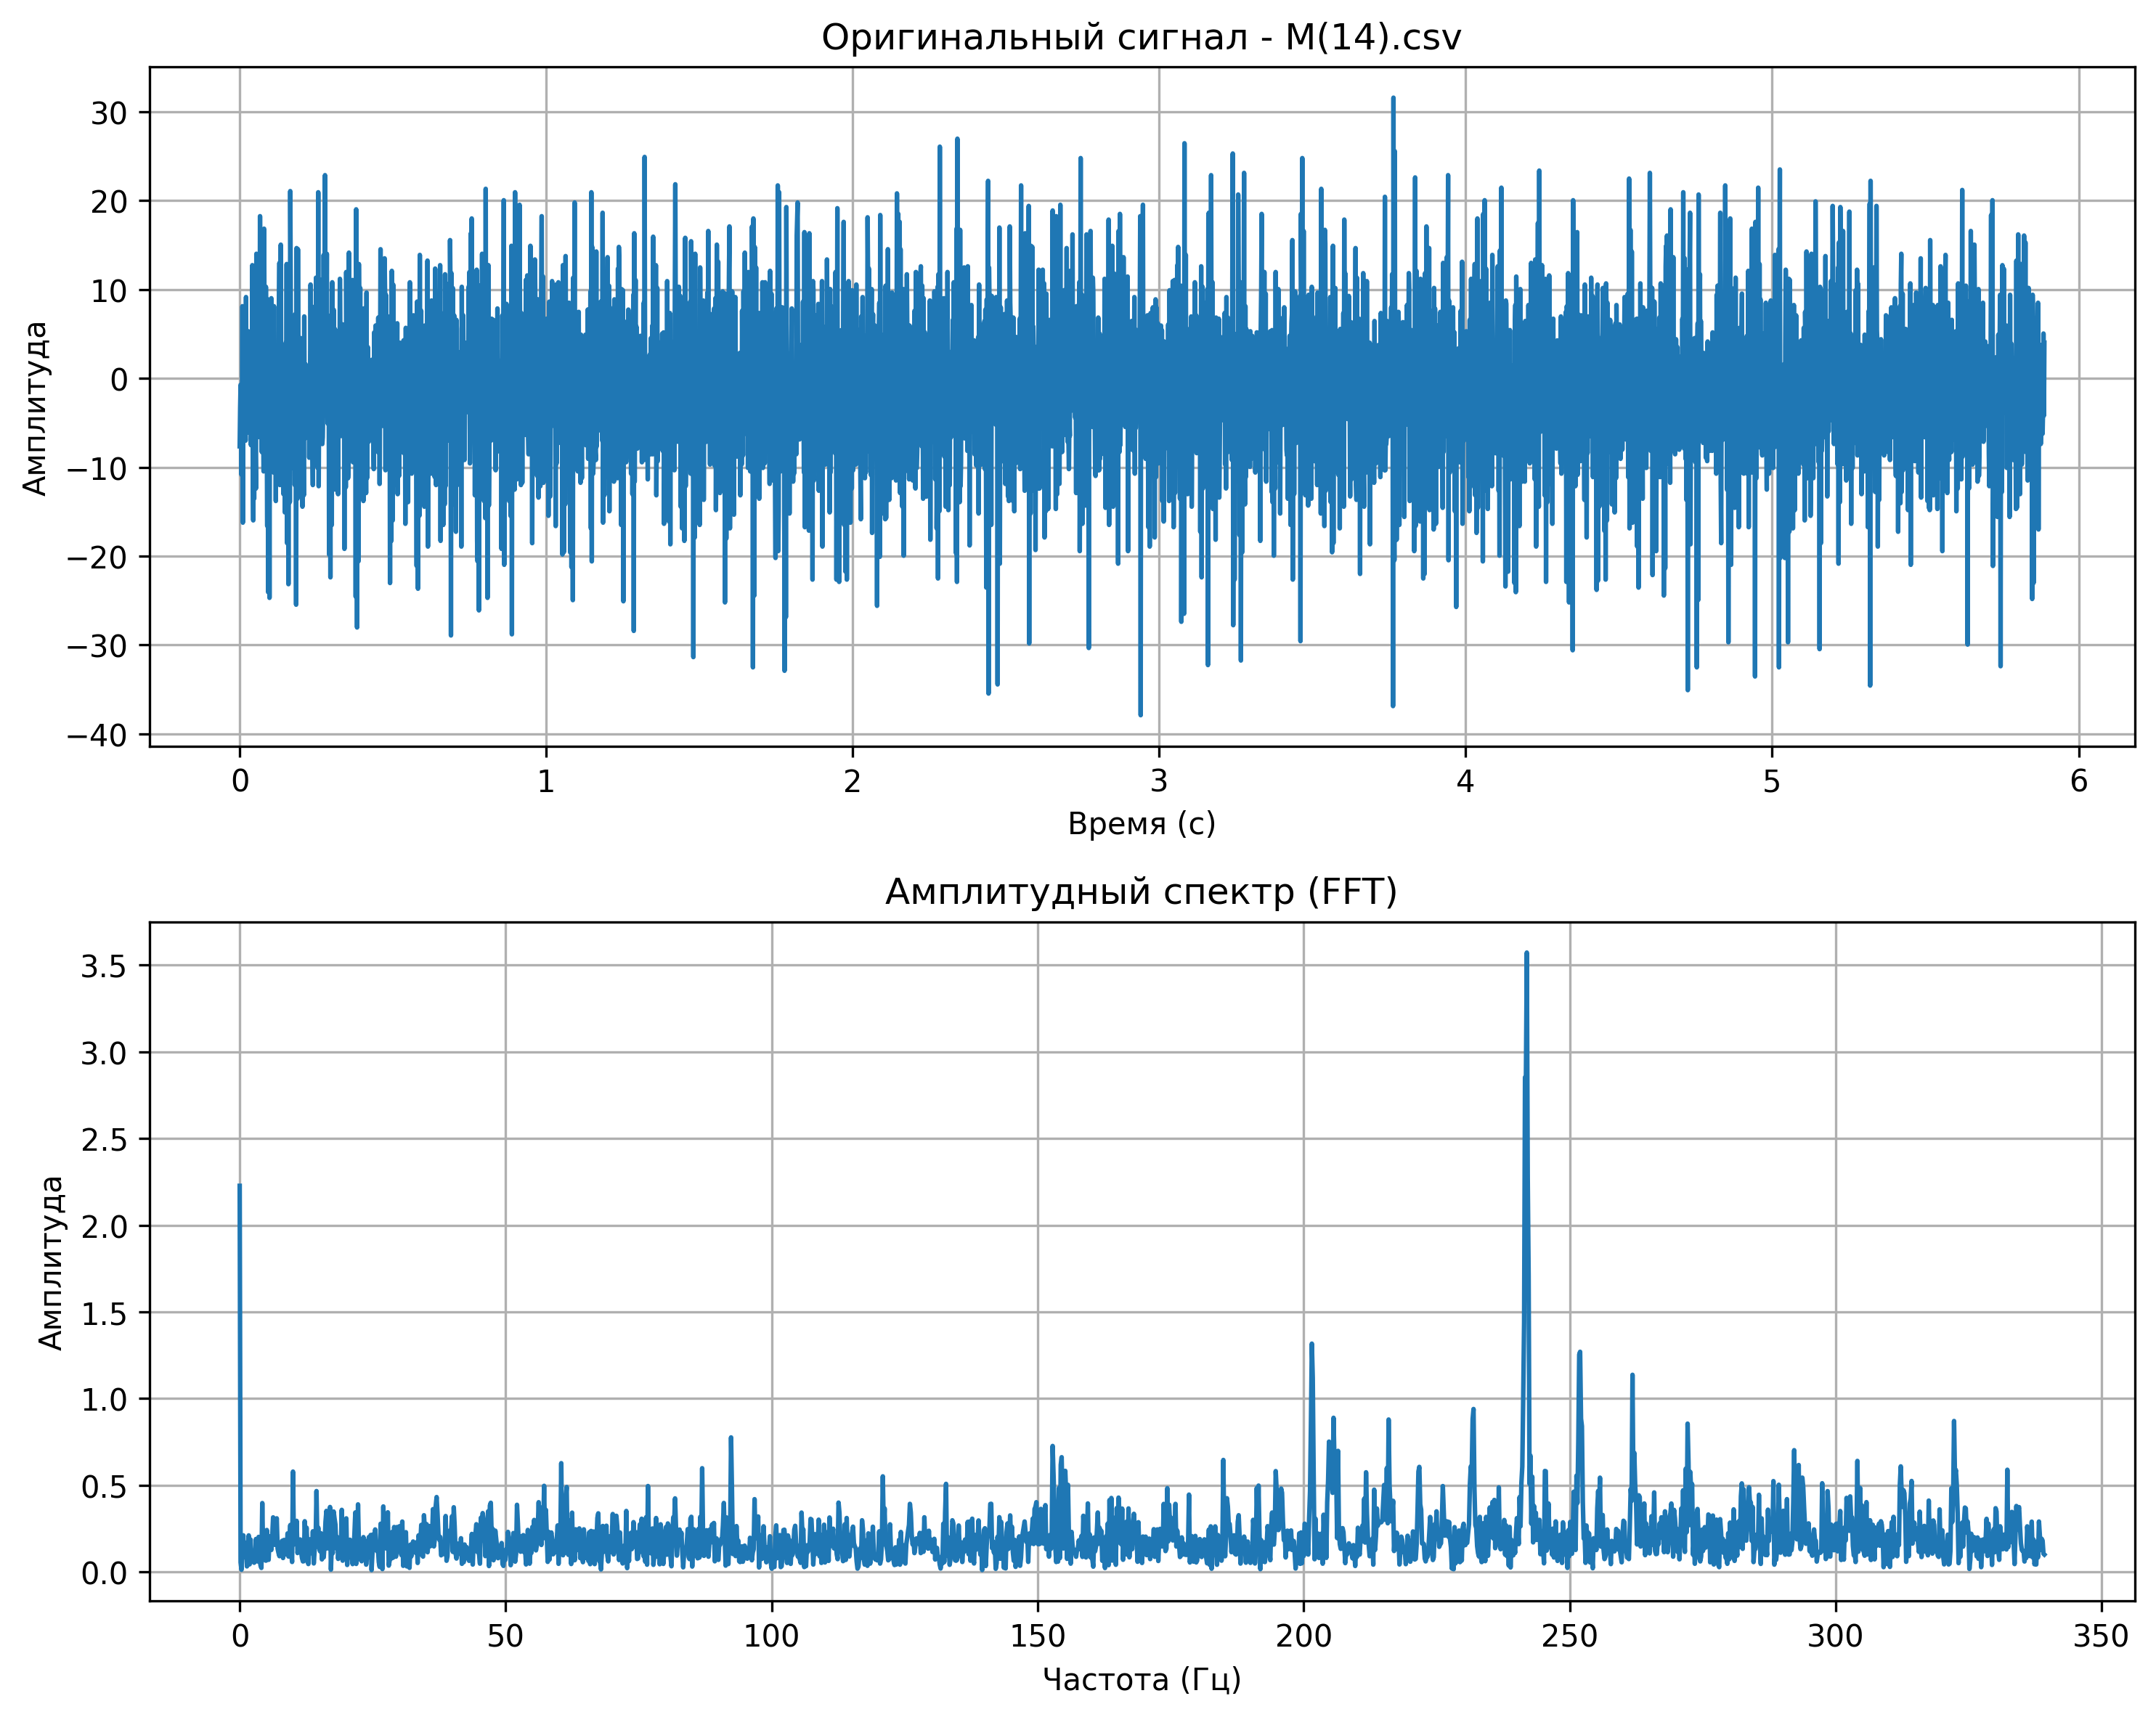 Оригинальный сигнал - M(14).csv
30
20
10
0
−10
−20
−30
−40
Амплитуда
0 1 2 3 4 5 6
Время (с)
Амплитудный спектр (FFT)
3.5
3.0
2.5
2.0
1.5
1.0
0.5
0.0
Амплитуда
0 50 100 150 200 250 300 350
Частота (Гц)